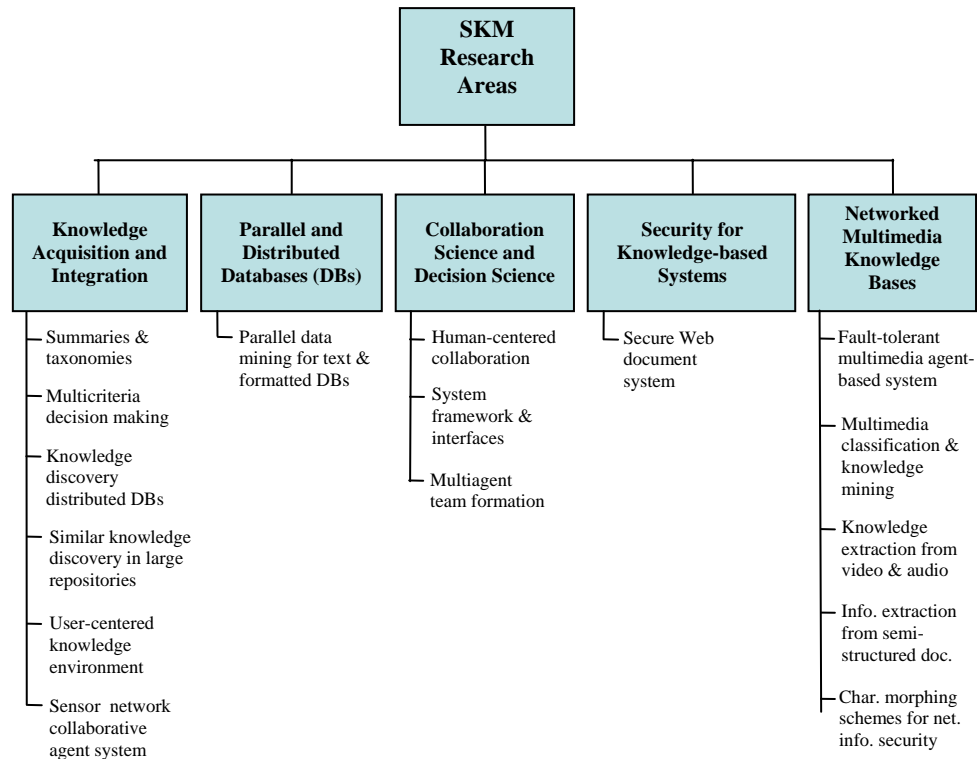 SKM
Research
Areas
Knowledge
Acquisition and
Integration
Parallel and
Distributed
Databases (DBs)
Collaboration
Science and
Decision Science
Security for
Knowledge-based
Systems
Networked
Multimedia
Knowledge
Bases
Summaries &
taxonomies
Multicriteria
decision making
Knowledge
discovery
distributed DBs
Similar knowledge
discovery in large
repositories
User-centered
knowledge
environment
Sensor network
collaborative
agent system
Parallel data
mining for text &
formatted DBs
Human-centered
collaboration
System
framework &
interfaces
Multiagent
team formation
Secure Web
document
system
Fault-tolerant
multimedia agent-
based system
Multimedia
classification &
knowledge
mining
Knowledge
extraction from
video & audio
Info. extraction
from semi-
structured doc.
Char. morphing
schemes for net.
info. security